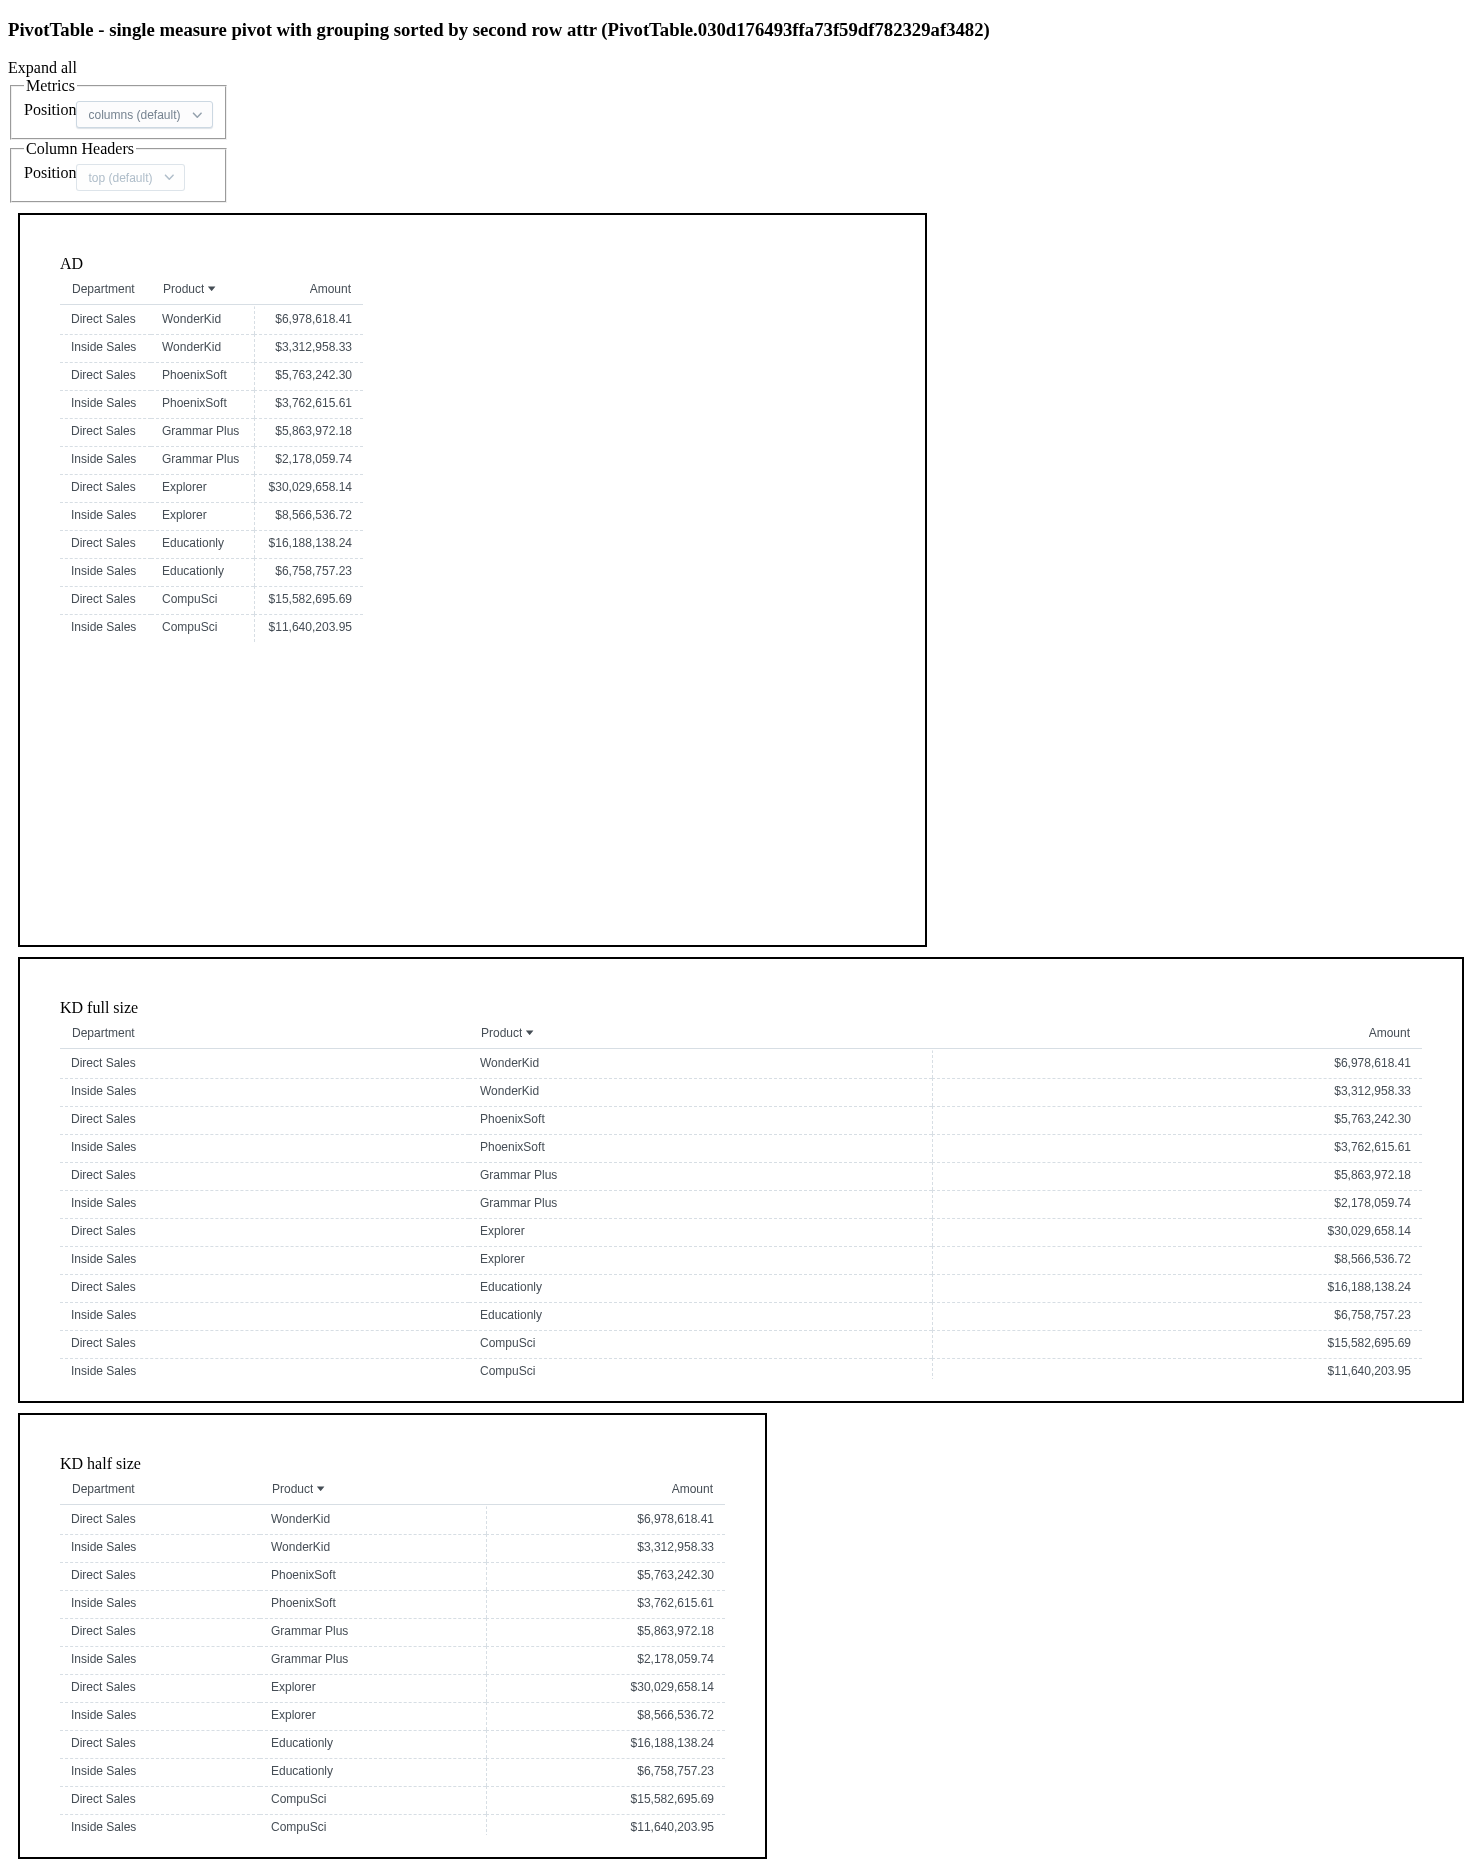 PivotTable - single measure pivot with grouping sorted by second row attr (PivotTable.030d176493ffa73f59df782329af3482)
Expand all
Metrics
Position columns (default)
Column Headers
Position top (default)
AD
Department Product Amount
Direct Sales WonderKid $6,978,618.41
Inside Sales WonderKid $3,312,958.33
Direct Sales PhoenixSoft $5,763,242.30
Inside Sales PhoenixSoft $3,762,615.61
Direct Sales Grammar Plus $5,863,972.18
Inside Sales Grammar Plus $2,178,059.74
Direct Sales Explorer $30,029,658.14
Inside Sales Explorer $8,566,536.72
Direct Sales Educationly $16,188,138.24
Inside Sales Educationly $6,758,757.23
Direct Sales CompuSci $15,582,695.69
Inside Sales CompuSci $11,640,203.95
KD full size
Department Product Amount
Direct Sales WonderKid $6,978,618.41
Inside Sales WonderKid $3,312,958.33
Direct Sales PhoenixSoft $5,763,242.30
Inside Sales PhoenixSoft $3,762,615.61
Direct Sales Grammar Plus $5,863,972.18
Inside Sales Grammar Plus $2,178,059.74
Direct Sales Explorer $30,029,658.14
Inside Sales Explorer $8,566,536.72
Direct Sales Educationly $16,188,138.24
Inside Sales Educationly $6,758,757.23
Direct Sales CompuSci $15,582,695.69
Inside Sales CompuSci $11,640,203.95
KD half size
Department Product Amount
Direct Sales WonderKid $6,978,618.41
Inside Sales WonderKid $3,312,958.33
Direct Sales PhoenixSoft $5,763,242.30
Inside Sales PhoenixSoft $3,762,615.61
Direct Sales Grammar Plus $5,863,972.18
Inside Sales Grammar Plus $2,178,059.74
Direct Sales Explorer $30,029,658.14
Inside Sales Explorer $8,566,536.72
Direct Sales Educationly $16,188,138.24
Inside Sales Educationly $6,758,757.23
Direct Sales CompuSci $15,582,695.69
Inside Sales CompuSci $11,640,203.95